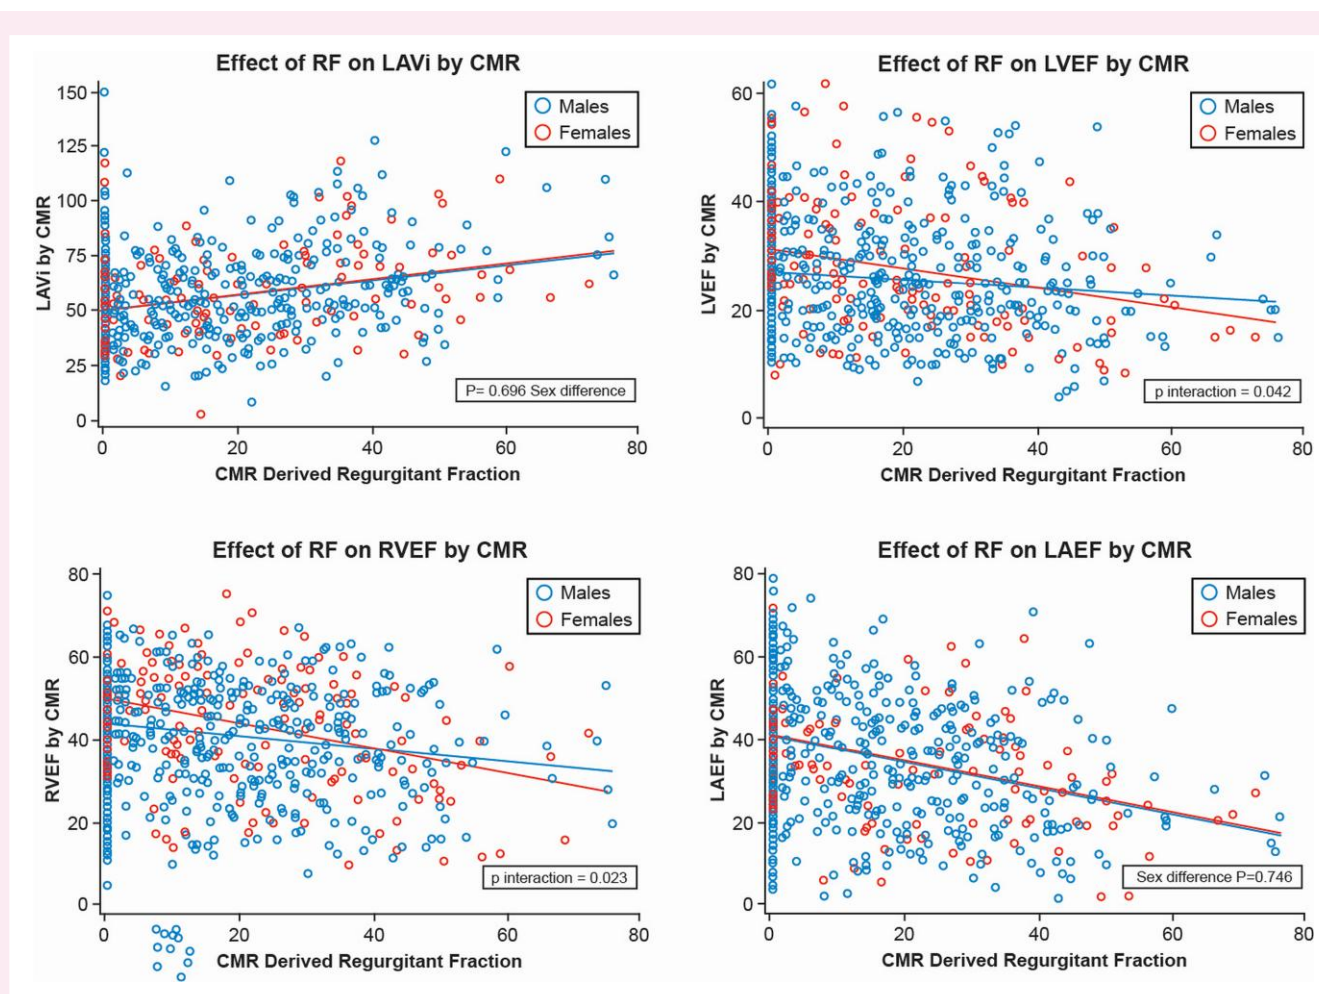 Effect of RF on LAVi by CMR
150
125
100
75
50
25
0
LAVi by CMR
Males
Females
P= 0.696 Sex difference
0 20 40 60 80
CMR Derived Regurgitant Fraction
Effect of RF on LVEF by CMR
60
40
20
0
LVEF by CMR
Males
Females
p interaction = 0.042
0 20 40 60 80
CMR Derived Regurgitant Fraction
Effect of RF on RVEF by CMR
80
60
40
20
0
RVEF by CMR
Males
Females
p interaction = 0.023
0 20 40 60 80
CMR Derived Regurgitant Fraction
Effect of RF on LAEF by CMR
80
60
40
20
0
LAEF by CMR
Males
Females
Sex difference P=0.746
0 20 40 60 80
CMR Derived Regurgitant Fraction